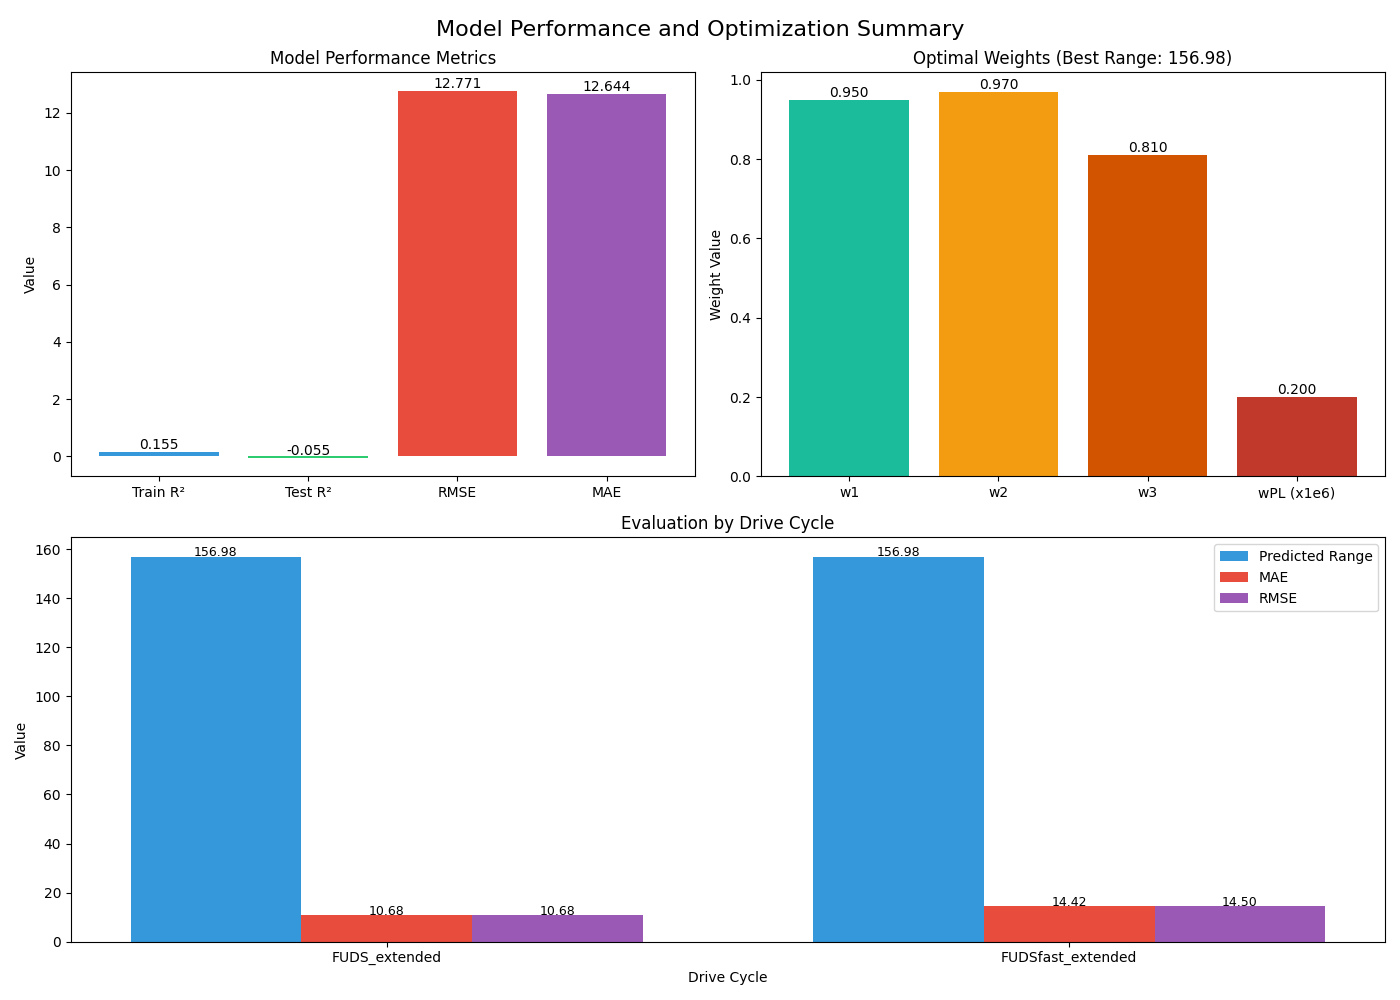 Model Performance and Optimization Summary
Model Performance Metrics
12.771
12.644
0.155
-0.055
12
10
8
6
4
2
0
Value
Train R²
Test R²
RMSE
MAE
Optimal Weights (Best Range: 156.98)
0.950
0.970
0.810
0.200
1.0
0.8
0.6
0.4
0.2
0.0
Weight Value
w1
w2
w3
wPL (x1e6)
Evaluation by Drive Cycle
156.98
10.68
10.68
156.98
14.42
14.50
Predicted Range
MAE
RMSE
160
140
120
100
80
60
40
20
0
Value
FUDS_extended
FUDSfast_extended
Drive Cycle